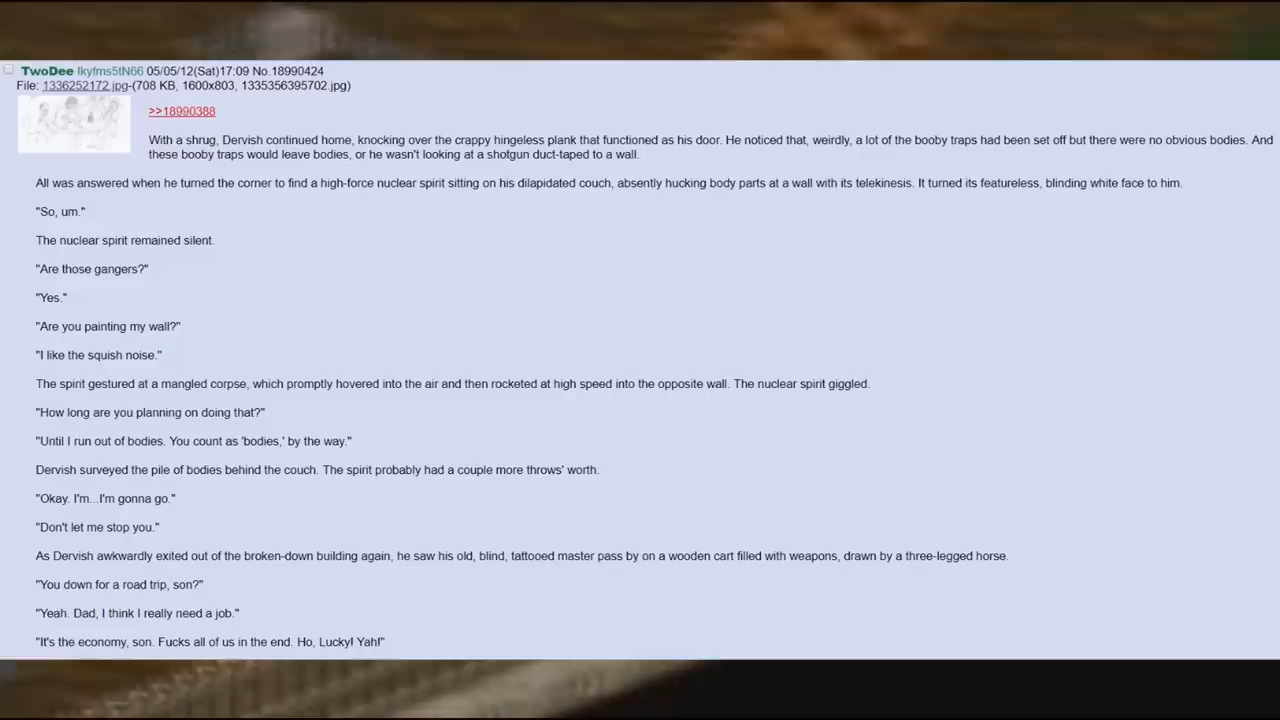 TwoDee lkyfms5tN66 05/05/12(Sat)17:09 No.18990424
File: 1336252172.jpg-(708 KB, 1600x803, 1335356395702.jpg)
>>18990388
With a shrug, Dervish continued home, knocking over the crappy hingeless plank that functioned as his door. He noticed that, weirdly, a lot of the booby traps had been set off but there were no obvious bodies. And
these booby traps would leave bodies, or he wasn't looking at a shotgun duct-taped to a wall.
All was answered when he turned the corner to find a high-force nuclear spirit sitting on his dilapidated couch, absently hucking body parts at a wall with its telekinesis. It turned its featureless, blinding white face to him.
"So, um."
The nuclear spirit remained silent.
"Are those gangers?"
"Yes."
"Are you painting my wall?"
"I like the squish noise."
The spirit gestured at a mangled corpse, which promptly hovered into the air and then rocketed at high speed into the opposite wall. The nuclear spirit giggled.
"How long are you planning on doing that?"
"Until I run out of bodies. You count as 'bodies,' by the way."
Dervish surveyed the pile of bodies behind the couch. The spirit probably had a couple more throws' worth.
"Okay. I'm...I'm gonna go."
"Don't let me stop you."
As Dervish awkwardly exited out of the broken-down building again, he saw his old, blind, tattooed master pass by on a wooden cart filled with weapons, drawn by a three-legged horse.
"You down for a road trip, son?"
"Yeah. Dad, I think I really need a job."
"It's the economy, son. Fucks all of us in the end. Ho, Lucky! Yah!"